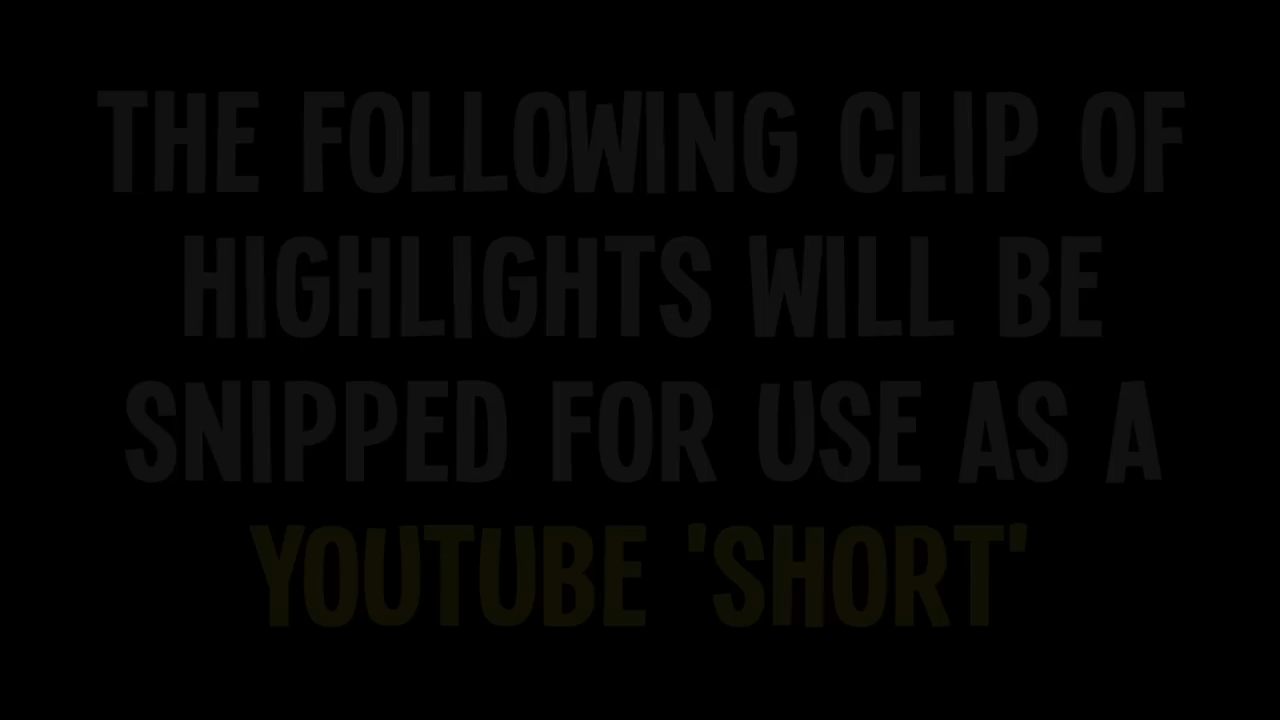 THE FOLLOWING CLIP OF
HIGHLIGHTS WILL BE
SNIPPED FOR USE AS A
YOUTUBE 'SHORT'